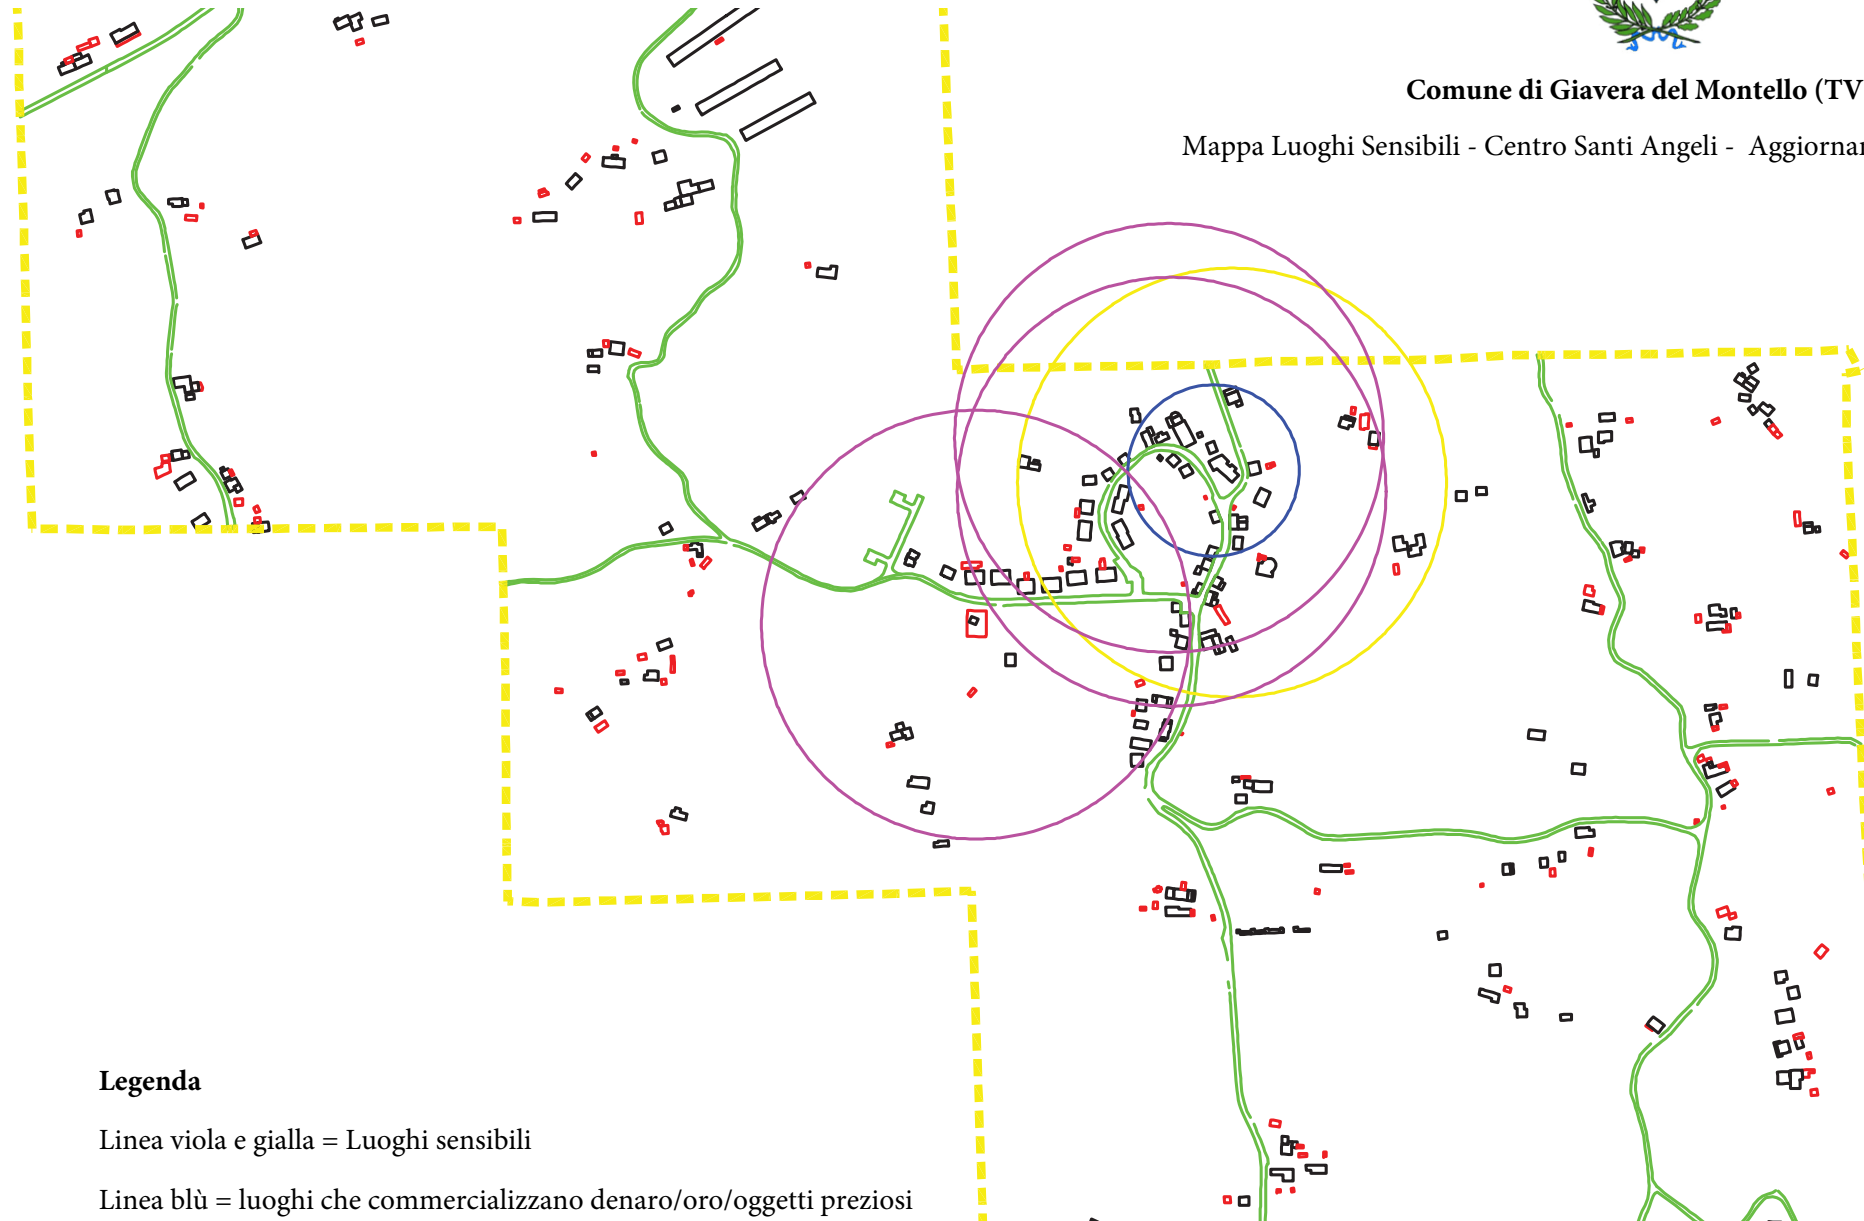 Comune di Giavera del Montello (TV
Mappa Luoghi Sensibili - Centro Santi Angeli - 
Legenda
Linea viola e gialla = Luoghi sensibili
Linea blù = luoghi che commercializzano denaro/oro/oggetti preziosi